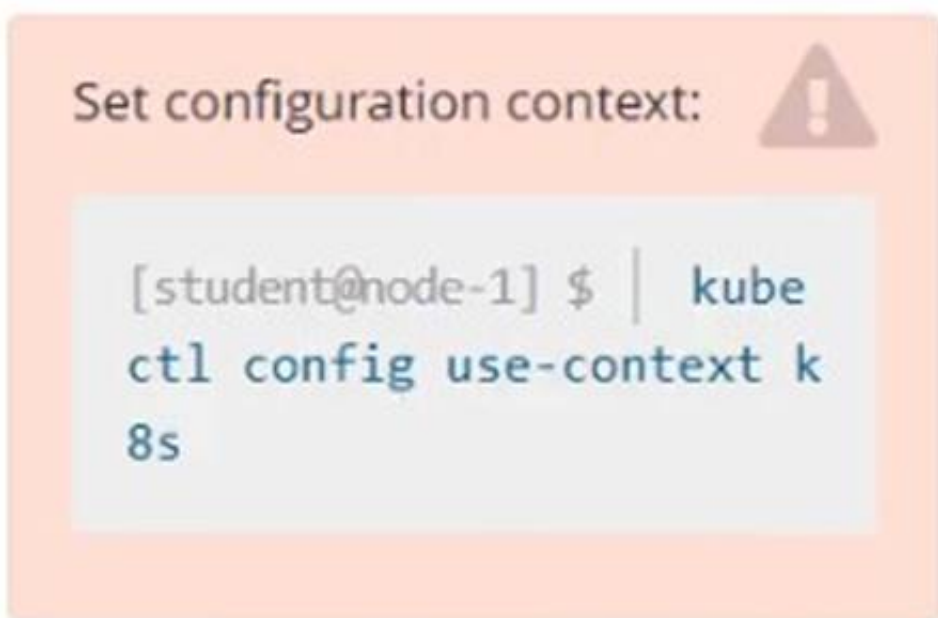 Set configuration context:
[student@node-1] $ | kube
ctl config use-context k
8s